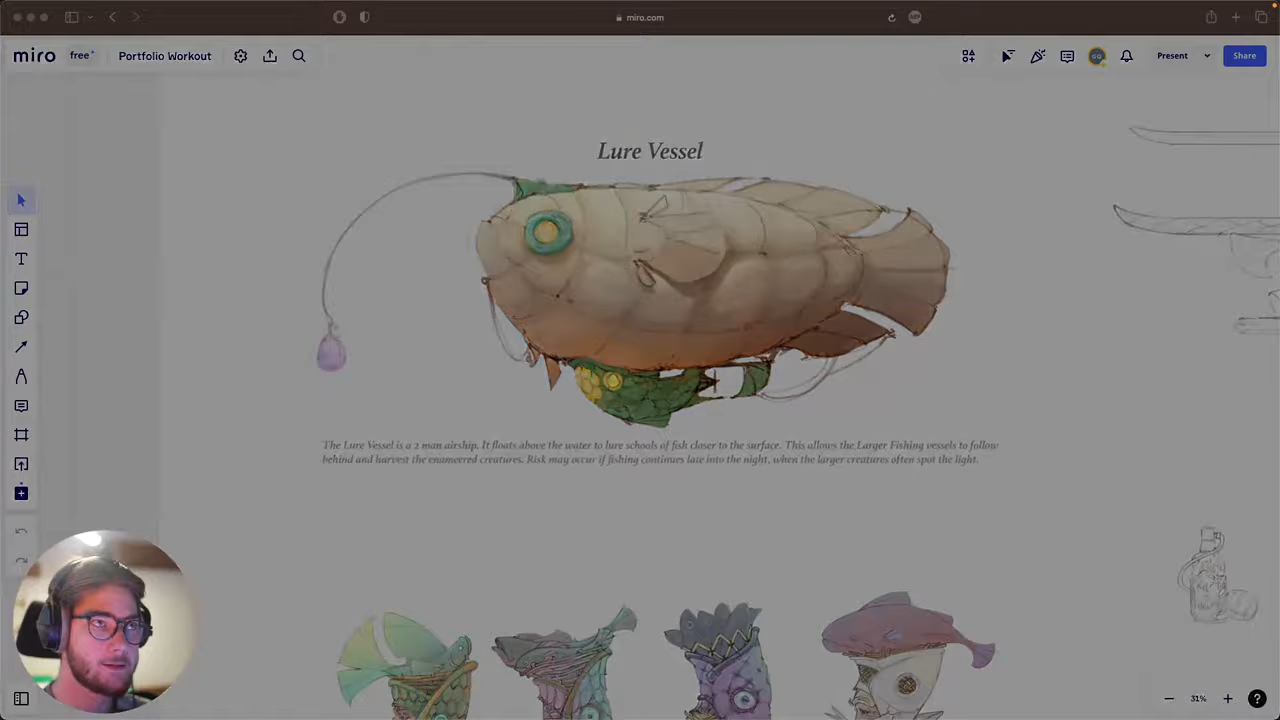 miro.com
miro free Portfolio Workout Present Share
Lure Vessel
The Lure Vessel is a 2 man airship. It floats above the water to lure schools of fish closer to the surface. This allows the Larger Fishing vessels to follow
behind and harvest the enumeered creatures. Risk may occur if fishing continues late into the night, when the larger creatures often spot the light.
31%